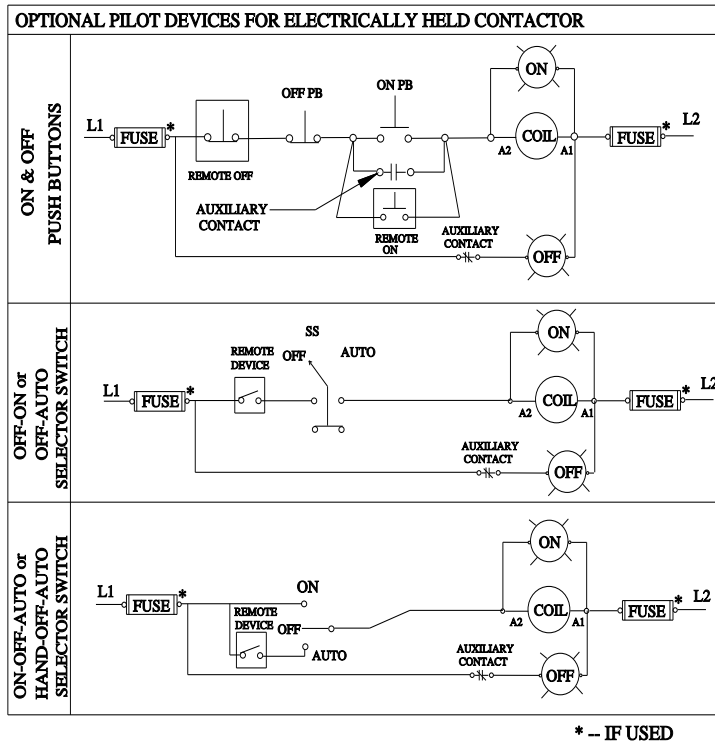 OPTIONAL PILOT DEVICES FOR ELECTRICALLY HELD CONTACTOR
ON & OFF
PUSH BUTTONS
L1
FUSE
*
REMOTE OFF
OFF PB
ON PB
AUXILIARY
CONTACT
REMOTE
ON
AUXILIARY
CONTACT
ON
COIL
A2
A1
OFF
FUSE
*
L2
OFF-ON or
OFF-AUTO
SELECTOR SWITCH
L1
FUSE
*
REMOTE
DEVICE
SS
OFF
AUTO
AUXILIARY
CONTACT
ON
COIL
A2
A1
OFF
FUSE
*
L2
ON-OFF-AUTO or
HAND-OFF-AUTO
SELECTOR SWITCH
L1
FUSE
*
REMOTE
DEVICE
ON
OFF
AUTO
AUXILIARY
CONTACT
ON
COIL
A2
A1
OFF
FUSE
*
L2
* -- IF USED